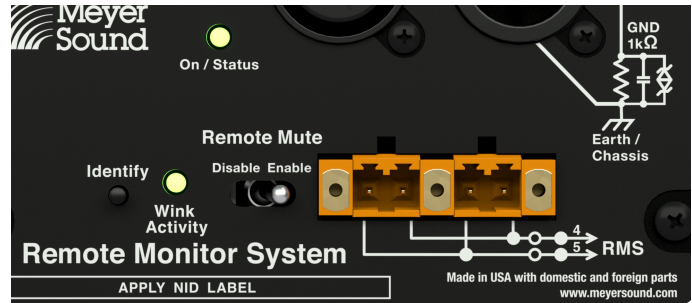 Meyer
Sound
On / Status
GND
1kΩ
Earth /
Chassis
Remote Mute
Disable Enable
Identify
Wink
Activity
4
5
RMS
Remote Monitor System
Made in USA with domestic and foreign parts
www.meyersound.com
APPLY NID LABEL